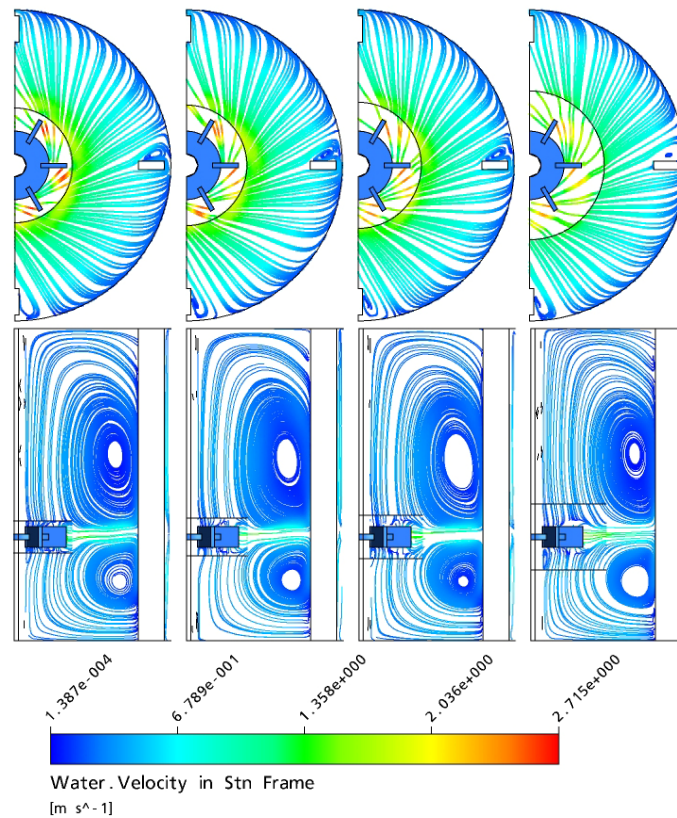 1.387e-004
6.789e-001
1.358e+000
2.036e+000
2.715e+000
Water.Velocity in Stn Frame
[m s^-1]